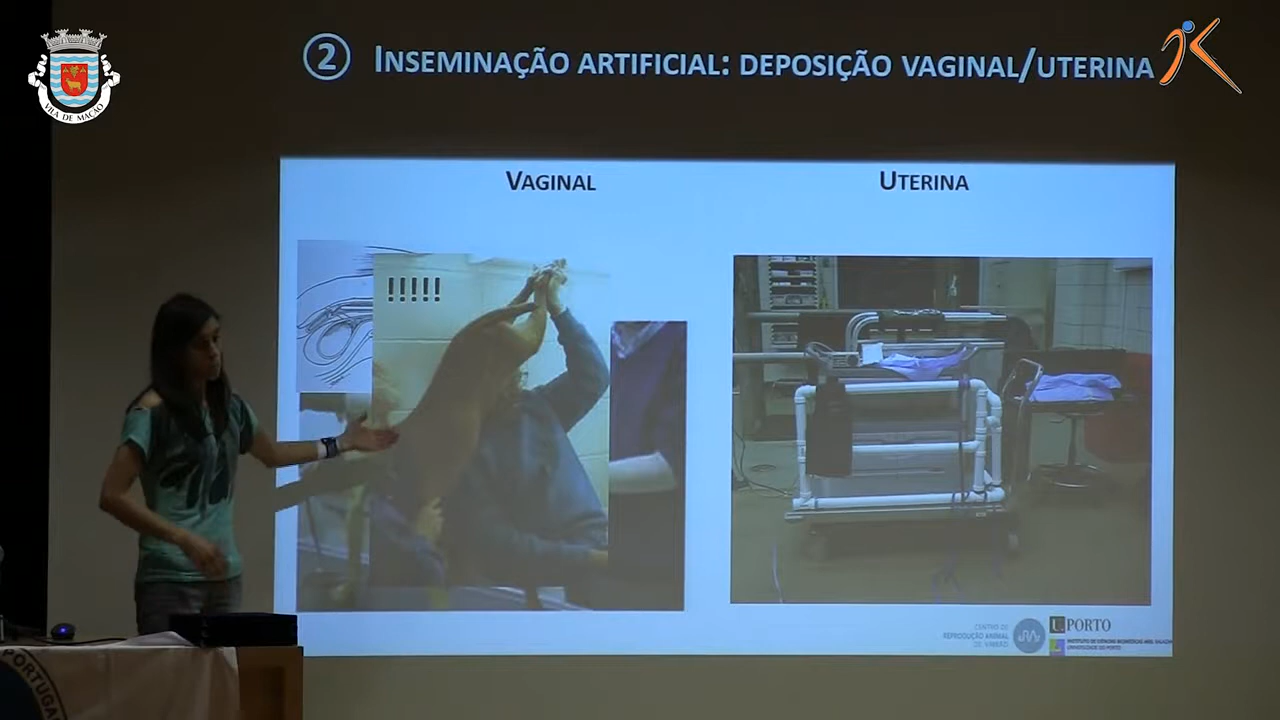 VILA DE MAÇÃO
2 INSEMINAÇÃO ARTIFICIAL: DEPOSIÇÃO VAGINAL/UTERINA
VAGINAL
UTERINA
CENTRO DE
REPRODUÇÃO ANIMAL
DE VAIRÃO
U.PORTO
INSTITUTO DE CIÊNCIAS BIOMÉDICAS ABEL SALAZAR
UNIVERSIDADE DO PORTO
PORTUGAL